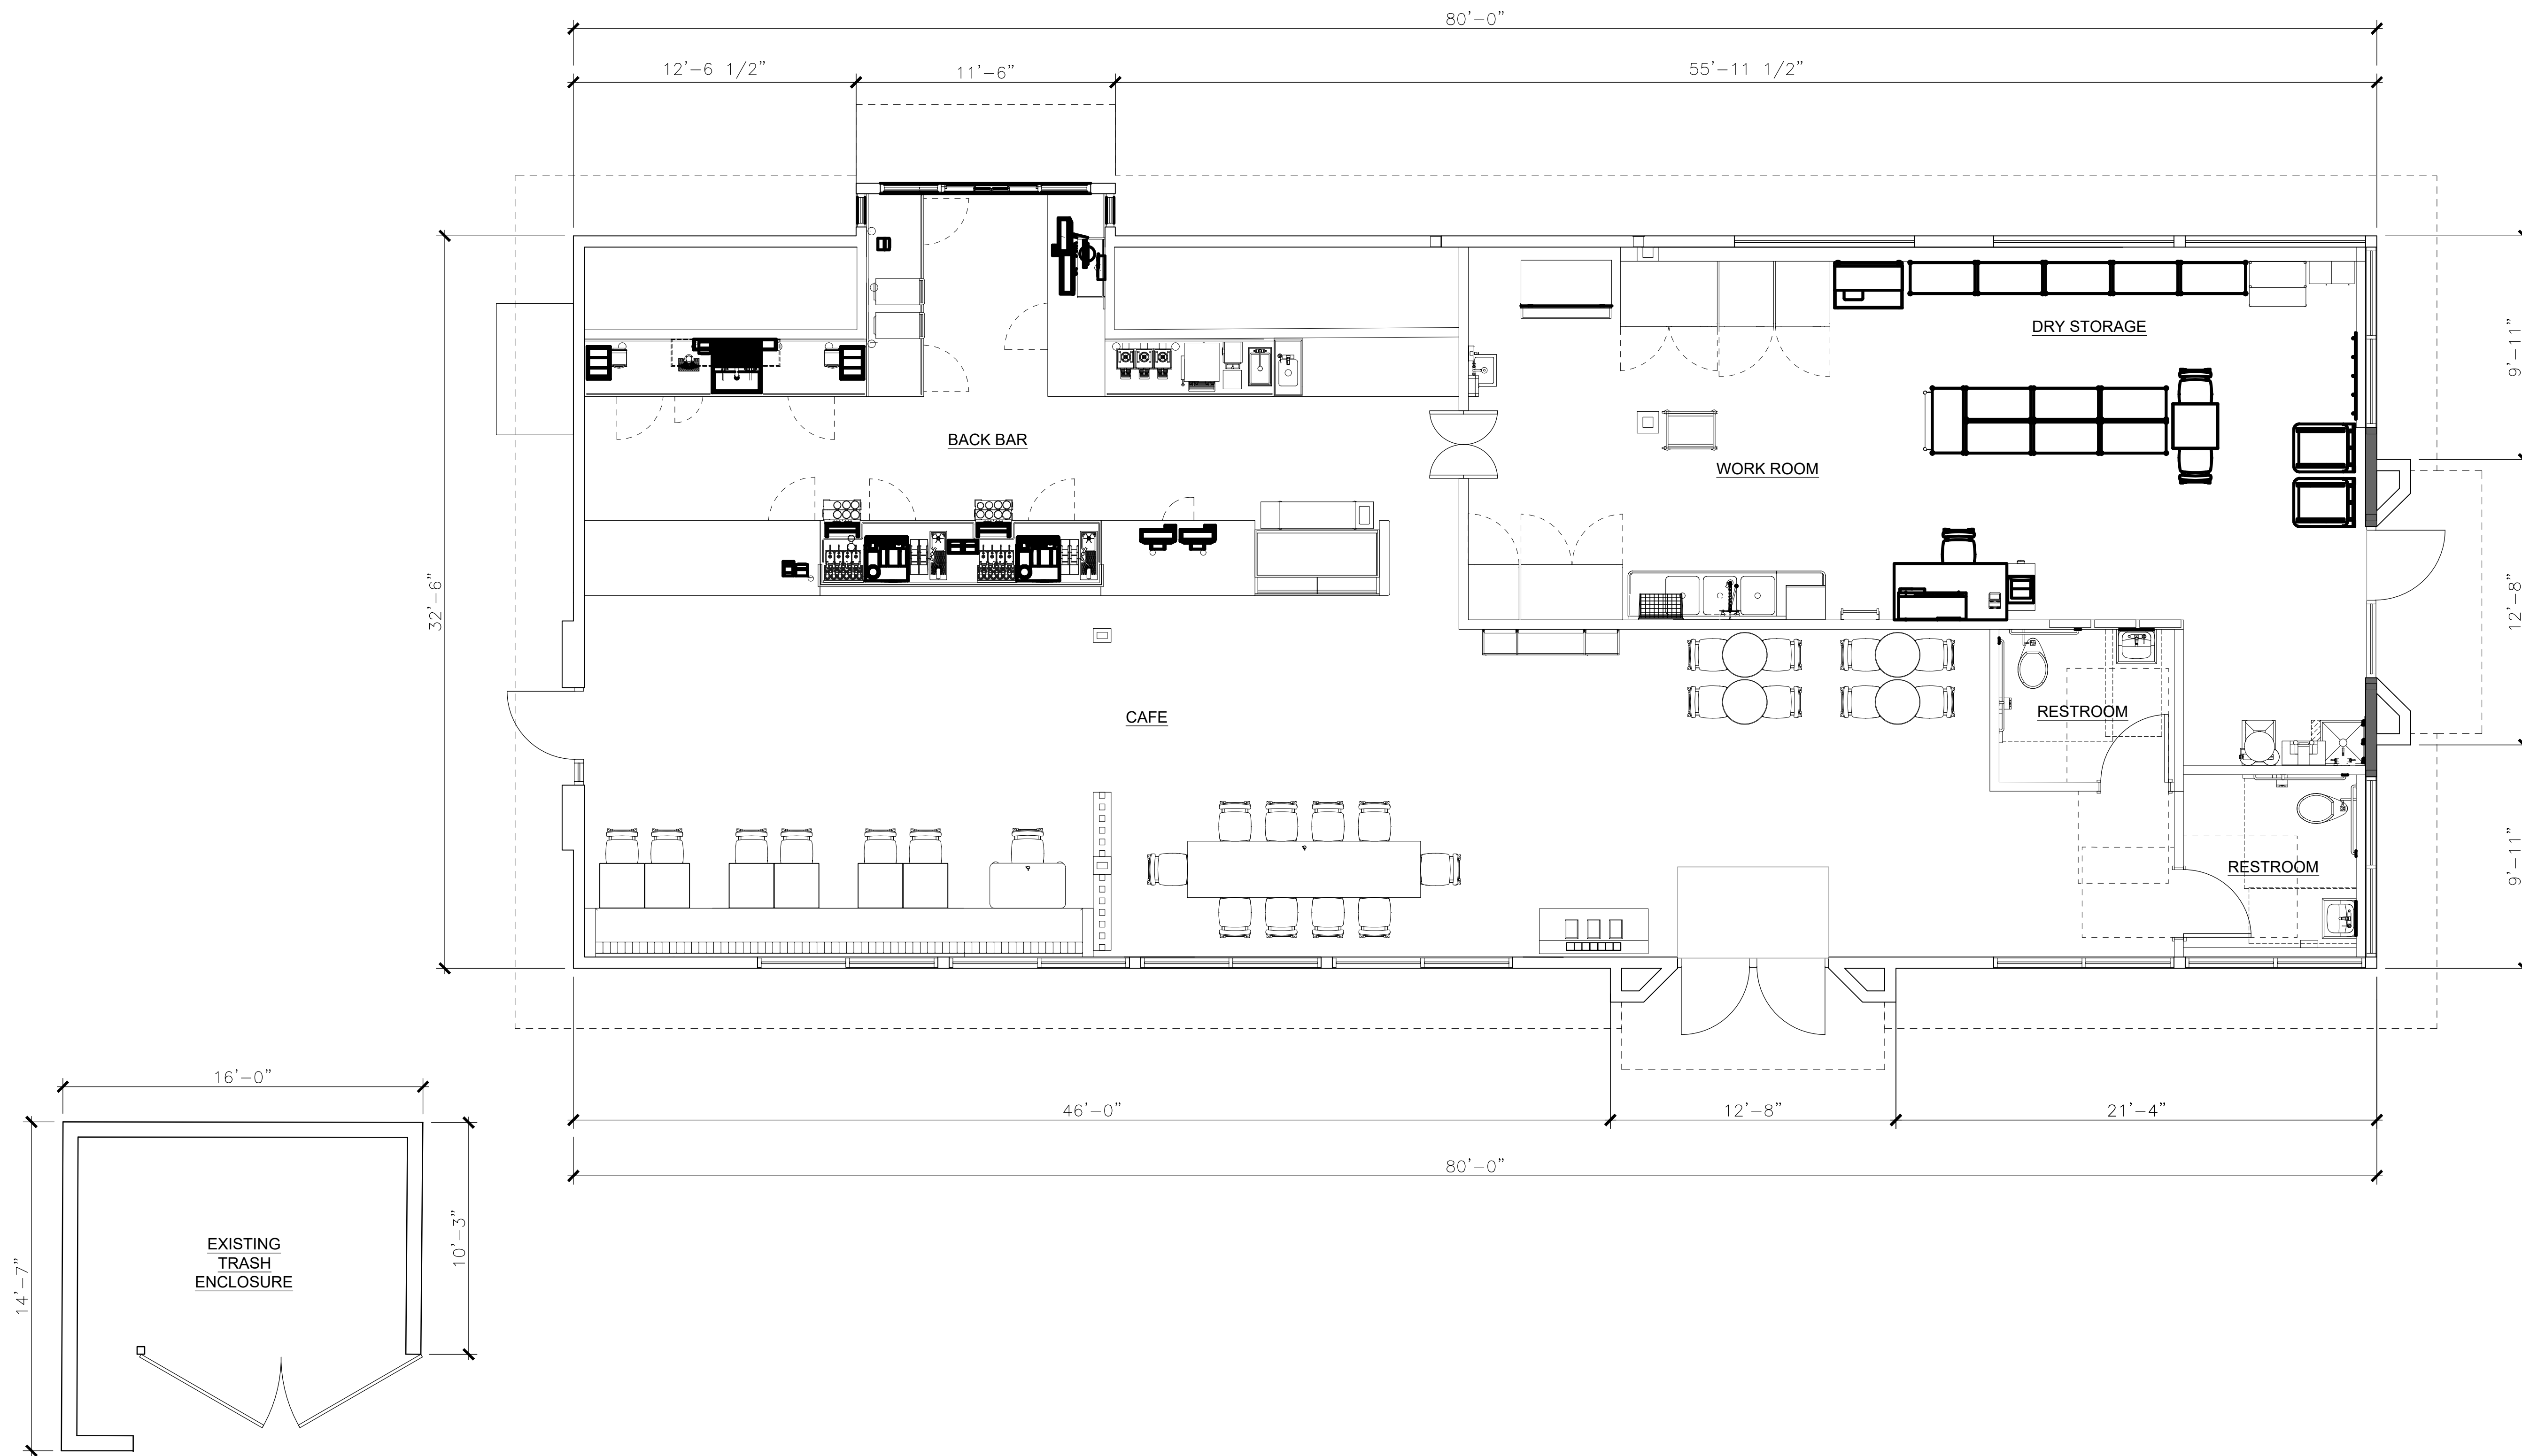 80'-0"
12'-6 1/2"
11'-6"
55'-11 1/2"
DRY STORAGE
9'-11"
BACK BAR
WORK ROOM
32'-6"
12'-8"
CAFE
RESTROOM
RESTROOM
9'-11"
46'-0"
12'-8"
21'-4"
80'-0"
16'-0"
10'-3"
14'-7"
EXISTING
TRASH
ENCLOSURE